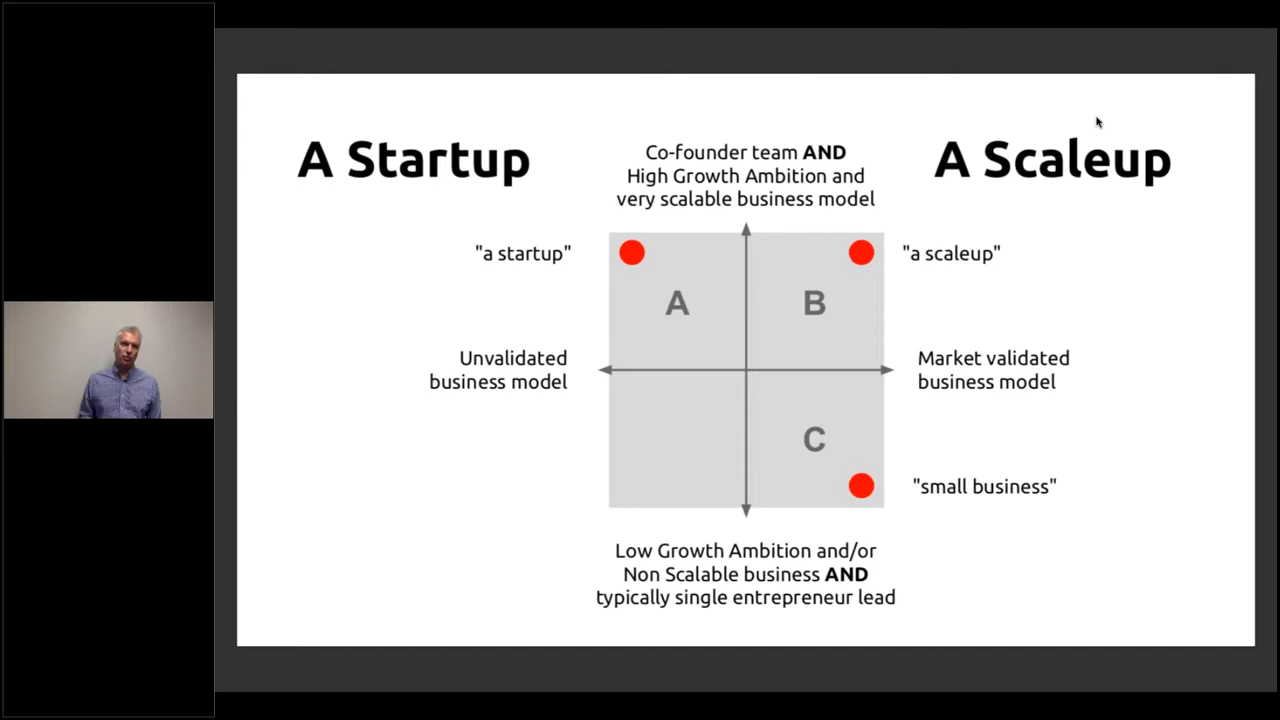 A Startup
Co-founder team AND
High Growth Ambition and
very scalable business model
A Scaleup
"a startup"
"a scaleup"
A
B
Unvalidated
business model
Market validated
business model
C
"small business"
Low Growth Ambition and/or
Non Scalable business AND
typically single entrepreneur lead